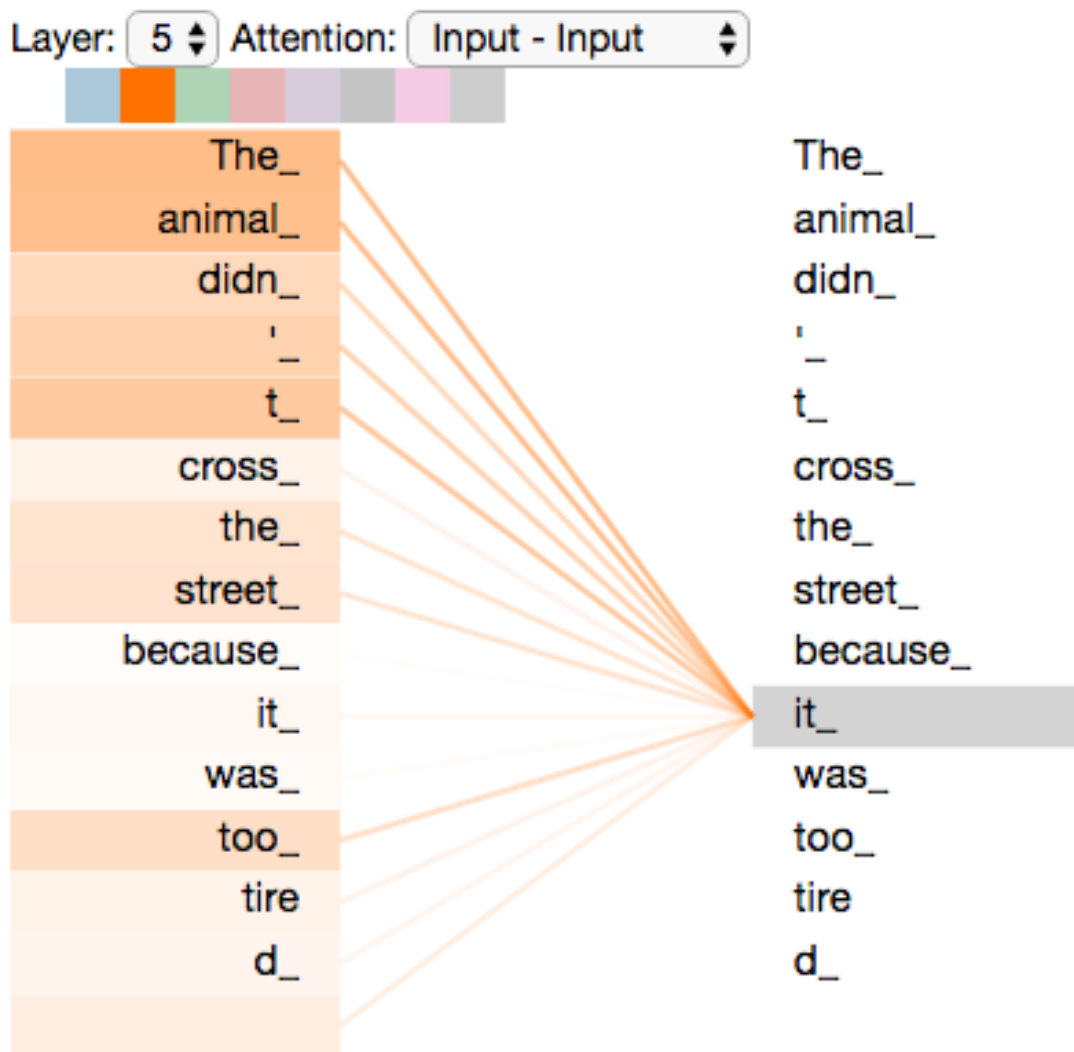 Layer: 5 Attention: Input - Input
The_ The_
animal_ animal_
didn_ didn_
'_ '_
t_ t_
cross_ cross_
the_ the_
street_ street_
because_ because_
it_ it_
was_ was_
too_ too_
tire tire
d_ d_